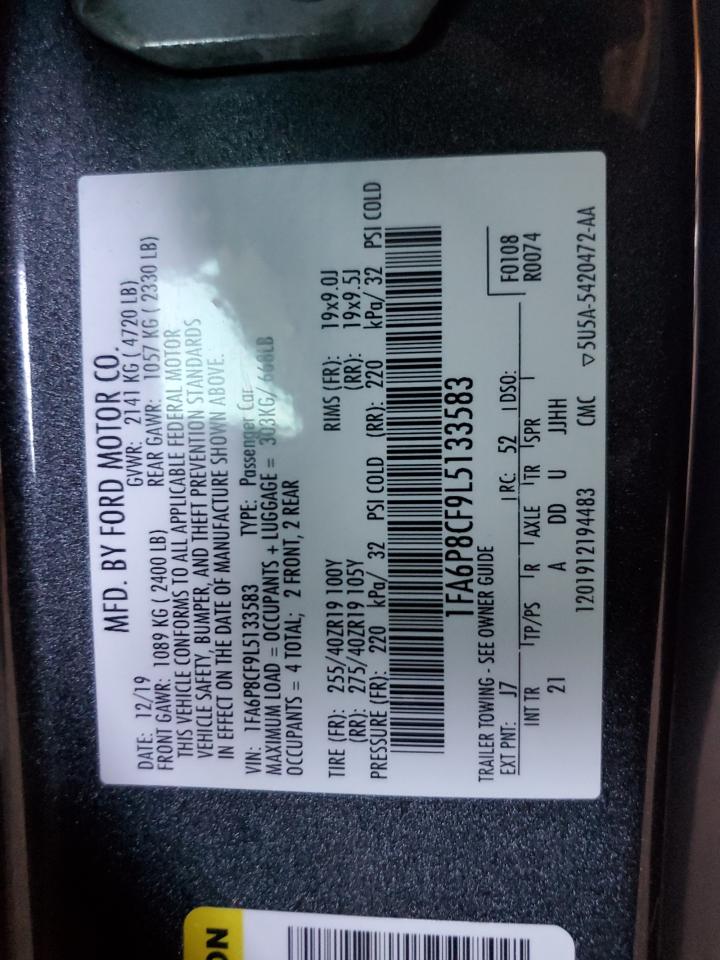 MFD. BY FORD MOTOR CO.
DATE: 12/19 GVWR: 2141 KG ( 4720 LB)
FRONT GAWR: 1089 KG ( 2400 LB) REAR GAWR: 1057 KG ( 2330 LB)
THIS VEHICLE CONFORMS TO ALL APPLICABLE FEDERAL MOTOR
VEHICLE SAFETY, BUMPER, AND THEFT PREVENTION STANDARDS
IN EFFECT ON THE DATE OF MANUFACTURE SHOWN ABOVE.
VIN: 1FA6P8CF9L5133583 TYPE: Passenger Car
MAXIMUM LOAD = OCCUPANTS + LUGGAGE = 303KG/ 668LB
OCCUPANTS = 4 TOTAL; 2 FRONT, 2 REAR
TIRE (FR): 255/40ZR19 100Y RIMS (FR): 19x9.0J
(RR): 275/40ZR19 105Y (RR): 19x9.5J
PRESSURE (FR): 220 kPa/ 32 PSI COLD (RR): 220 kPa/ 32 PSI COLD
1FA6P8CF9L5133583
TRAILER TOWING - SEE OWNER GUIDE
EXT PNT: J7 RC: 52 DSO: F0108
R0074
INT TR TP/PS R AXLE TR SPR
21 A DD U JJHH
1201912194483 CMC ▽5U5A-5420472-AA
ON